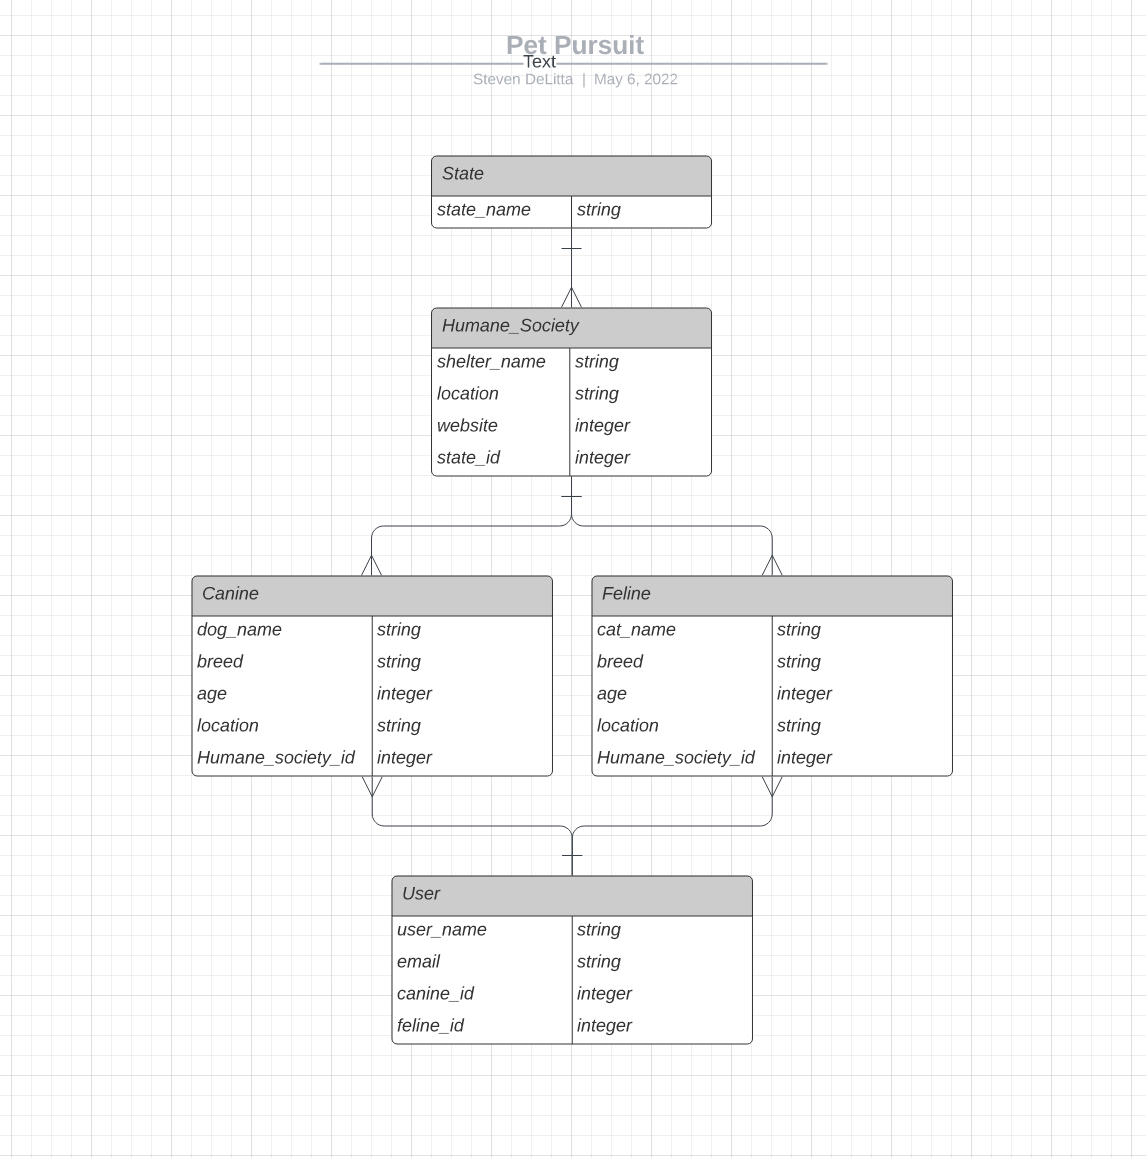 Pet Pursuit
Text
Steven DeLitta | May 6, 2022
State
state_name string
Humane_Society
shelter_name string
location string
website integer
state_id integer
Canine
dog_name string
breed string
age integer
location string
Humane_society_id integer
Feline
cat_name string
breed string
age integer
location string
Humane_society_id integer
User
user_name string
email string
canine_id integer
feline_id integer